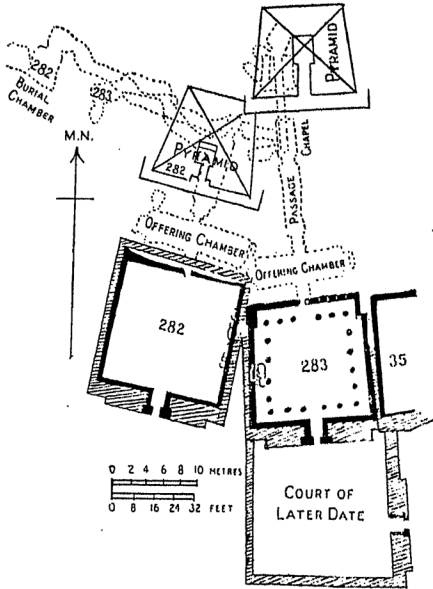 PYRAMID
282
BURIAL
CHAMBER
283
M.N.
PYRAMID
282
CHAPEL
PASSAGE
OFFERING CHAMBER
OFFERING CHAMBER
282
283
35
0 2 4 6 8 10 METRES
0 8 16 24 32 FEET
COURT OF
LATER DATE